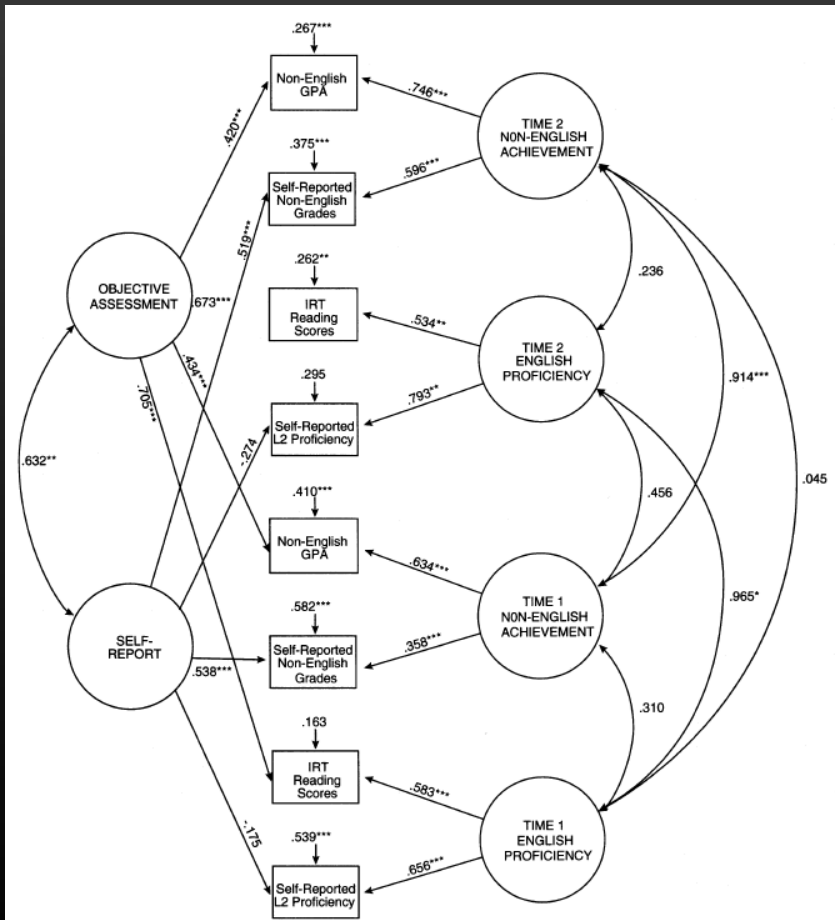 .267***
Non-English
GPA
.746***
TIME 2
N0N-ENGLISH
ACHIEVEMENT
.420***
.375***
Self-Reported
Non-English
Grades
.596***
.519***
.236
OBJECTIVE
ASSESSMENT
.673***
.262**
IRT
Reading
Scores
.534**
TIME 2
ENGLISH
PROFICIENCY
.434***
.705***
.295
Self-Reported
L2 Proficiency
.793**
.914***
-.274
.632**
.045
.456
.410***
Non-English
GPA
.634***
TIME 1
N0N-ENGLISH
ACHIEVEMENT
.965*
.582***
Self-Reported
Non-English
Grades
.358***
SELF-
REPORT
.538***
.310
.163
IRT
Reading
Scores
.583***
TIME 1
ENGLISH
PROFICIENCY
-.175
.539***
Self-Reported
L2 Proficiency
.656***